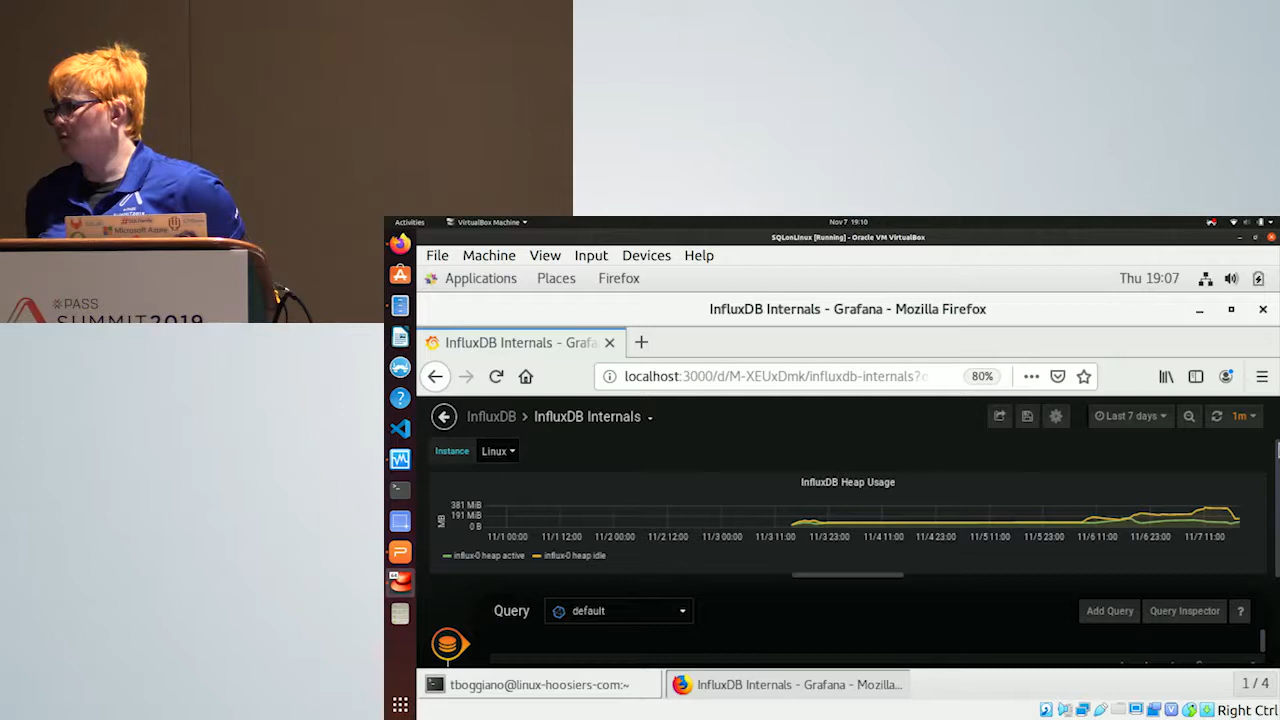 Microsoft Azure
PASS
SUMMIT2019
Activities
VirtualBox Machine
Nov 7 19:10
SQLonLinux [Running] - Oracle VM VirtualBox
File Machine View Input Devices Help
Applications Places Firefox
Thu 19:07
InfluxDB Internals - Grafana - Mozilla Firefox
InfluxDB Internals - Grafa
localhost:3000/d/M-XEUxDmk/influxdb-internals?
80%
InfluxDB > InfluxDB Internals
Last 7 days
1m
Instance Linux
InfluxDB Heap Usage
MB
381 MiB
191 MiB
0 B
11/1 00:00 11/1 12:00 11/2 00:00 11/2 12:00 11/3 00:00 11/3 11:00 11/3 23:00 11/4 11:00 11/4 23:00 11/5 11:00 11/5 23:00 11/6 11:00 11/6 23:00 11/7 11:00
influx-0 heap active influx-0 heap idle
Query default Add Query Query Inspector ?
tboggiano@linux-hoosiers-com:~
InfluxDB Internals - Grafana - Mozilla...
1 / 4
Right Ctrl